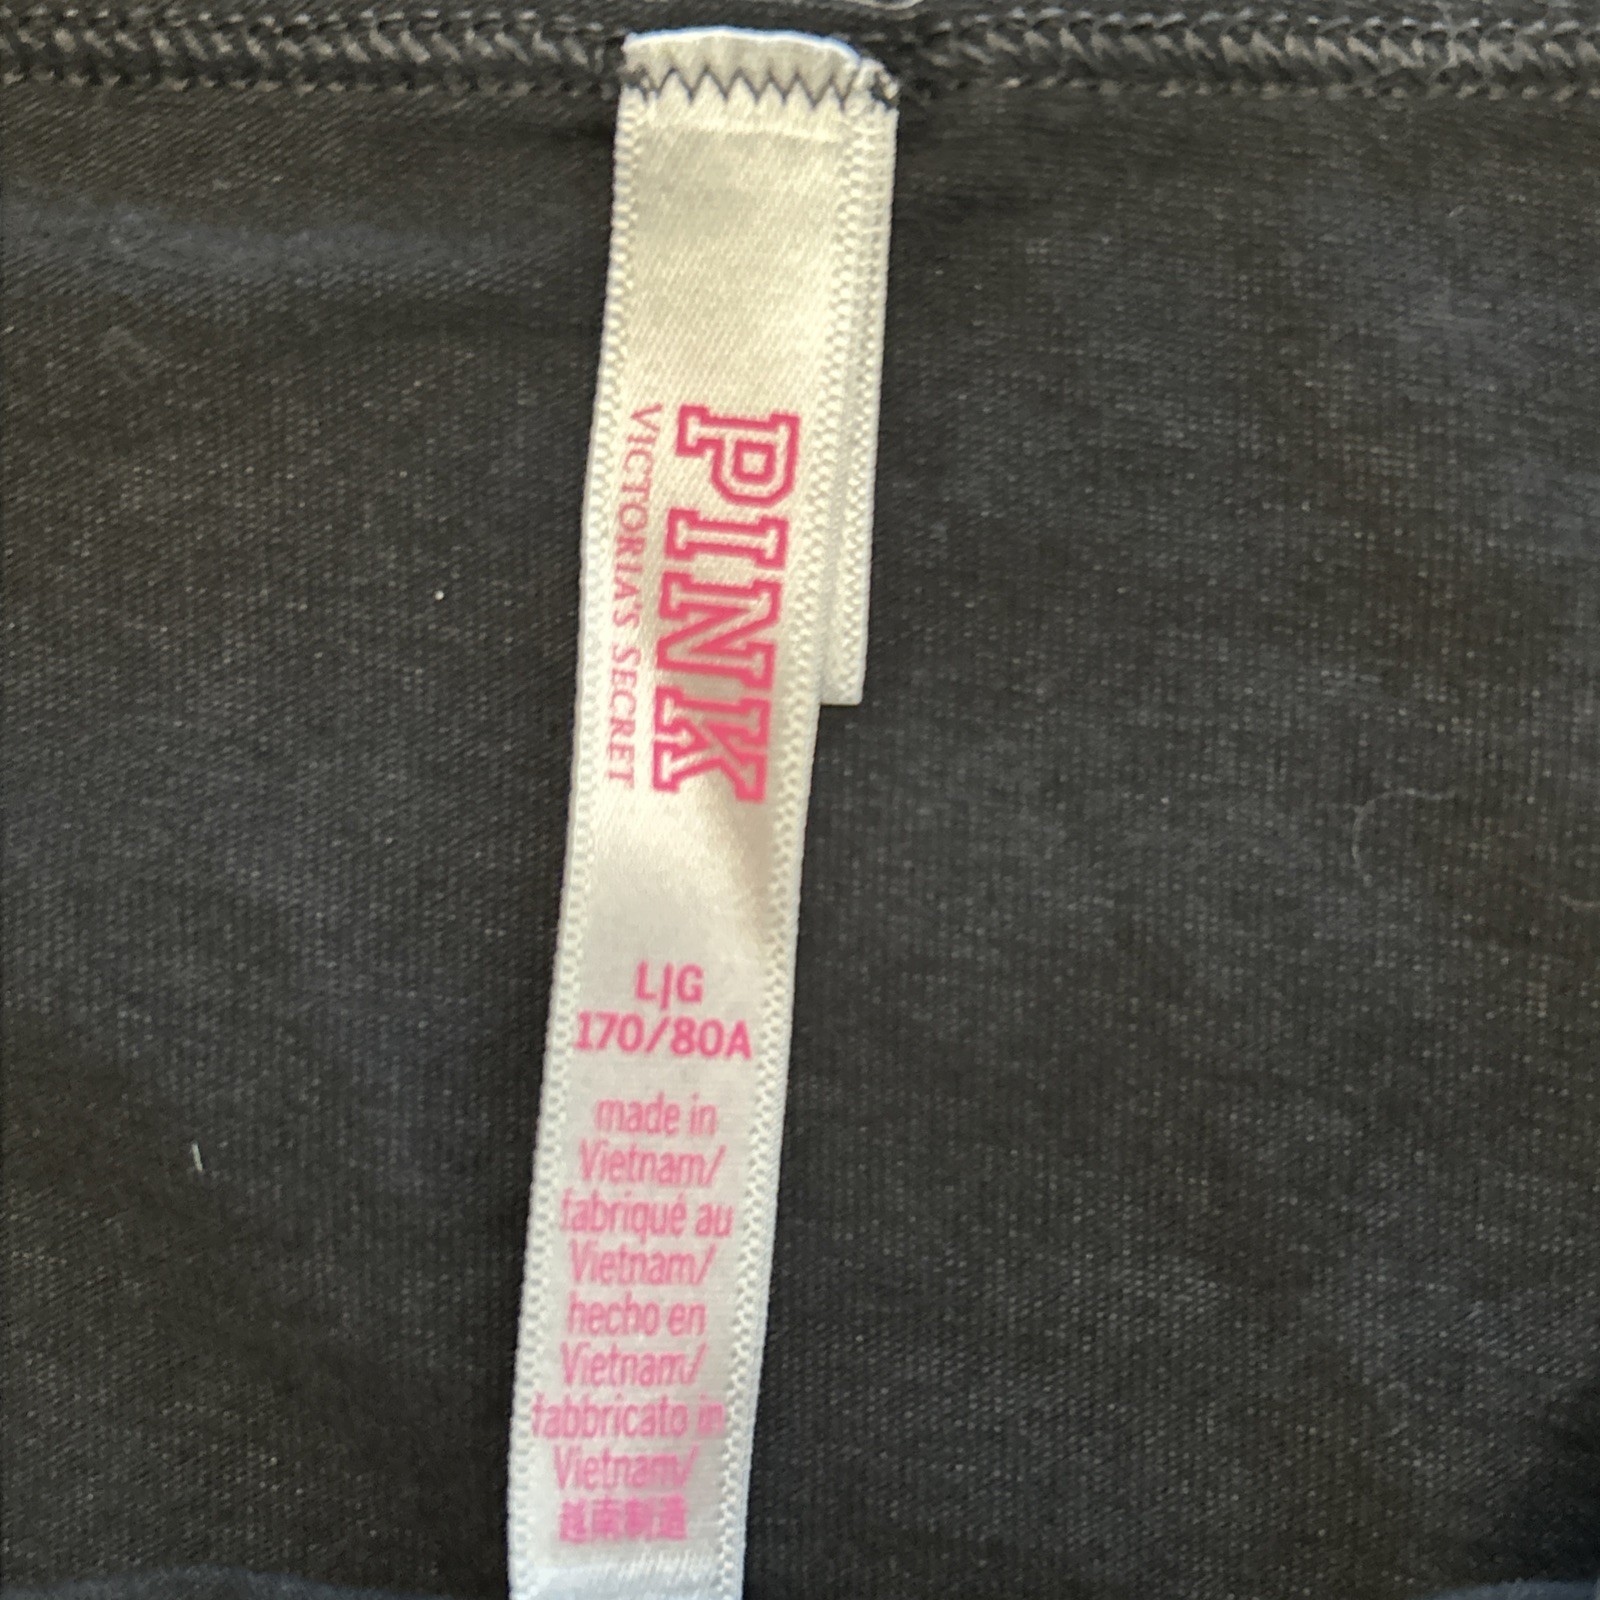 PINK
VICTORIA'S SECRET
L|G
170/80A
made in
Vietnam/
fabriqué au
Vietnam/
hecho en
Vietnam/
fabbricato in
Vietnam/
越南制造